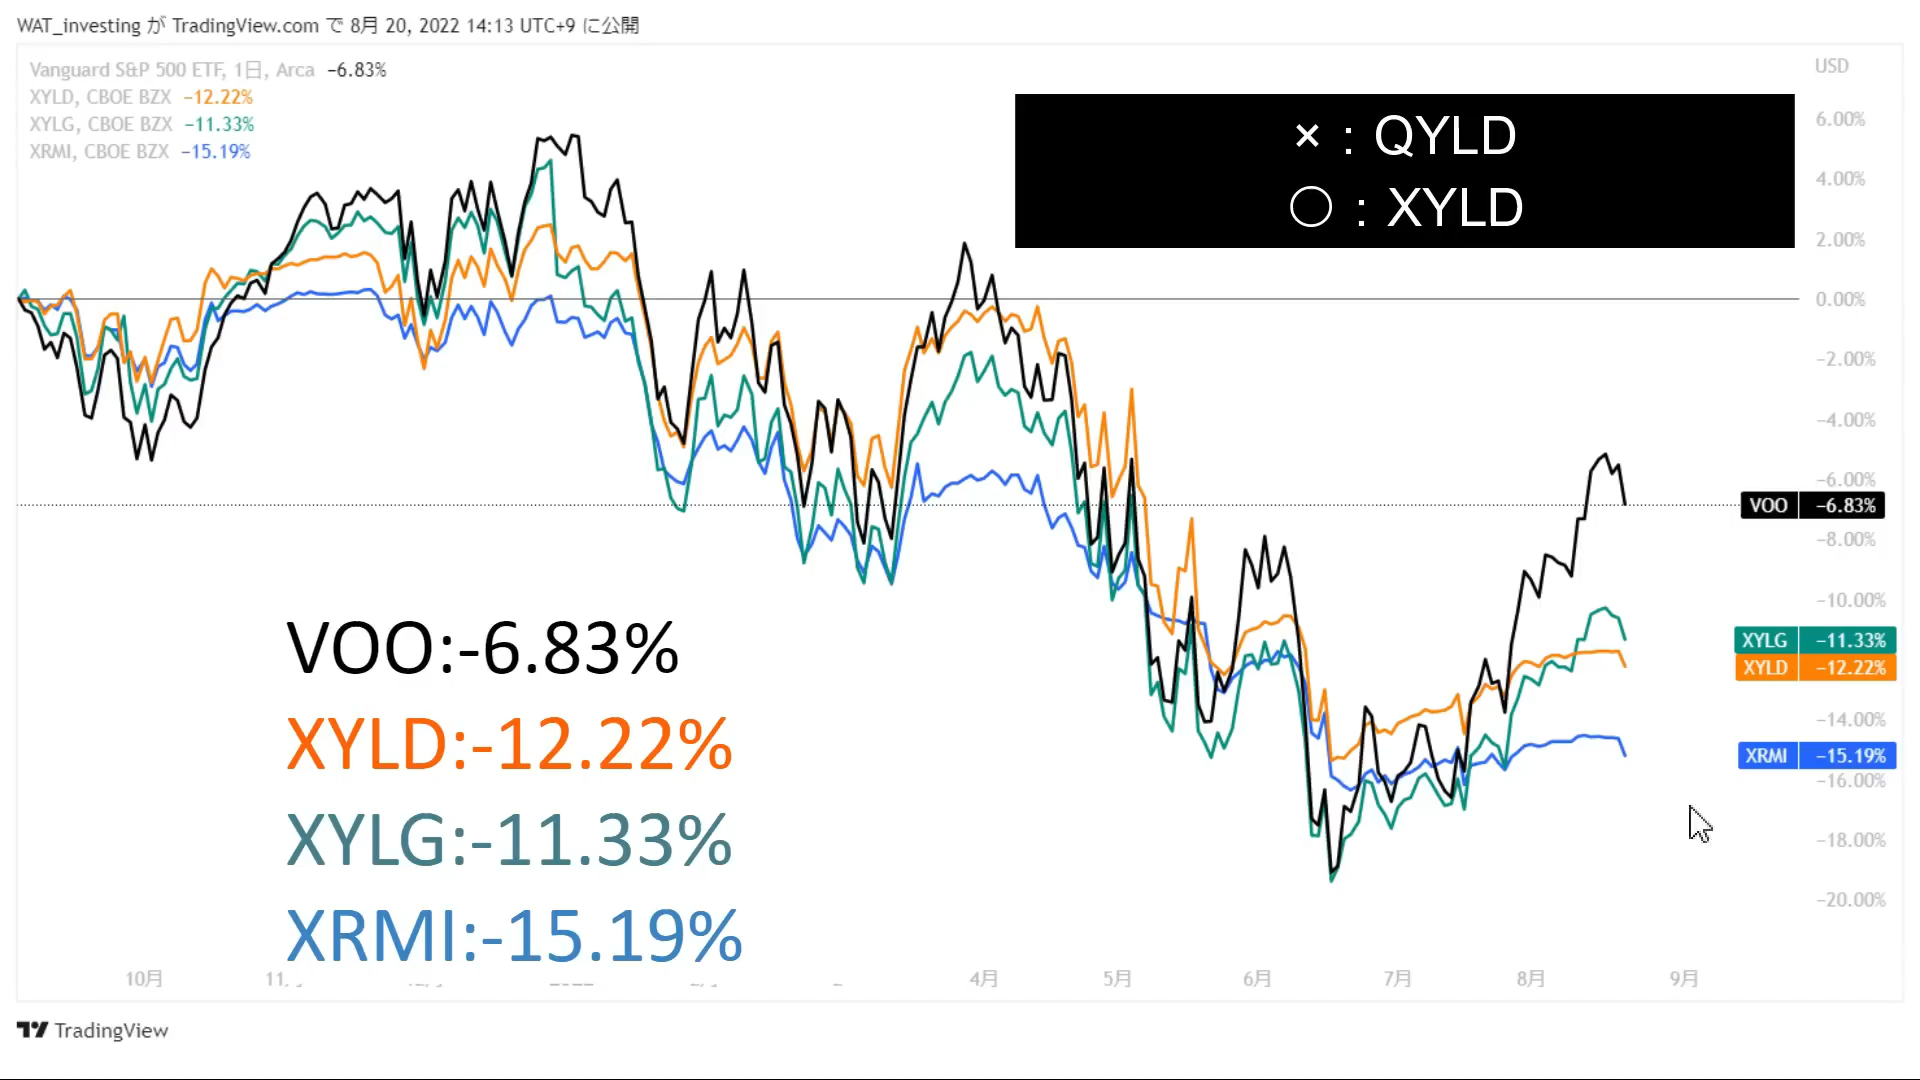 WAT_investing が TradingView.com で 8月 20, 2022 14:13 UTC+9 に公開
Vanguard S&P 500 ETF, 1日, Arca −6.83%
XYLD, CBOE BZX −12.22%
XYLG, CBOE BZX −11.33%
XRMI, CBOE BZX −15.19%
× : QYLD
○ : XYLD
USD
6.00%
4.00%
2.00%
0.00%
−2.00%
−4.00%
−6.00%
VOO −6.83%
−8.00%
−10.00%
XYLG −11.33%
XYLD −12.22%
−14.00%
XRMI −15.19%
−16.00%
−18.00%
−20.00%
VOO:-6.83%
XYLD:-12.22%
XYLG:-11.33%
XRMI:-15.19%
10月 4月 5月 6月 7月 8月 9月
TradingView